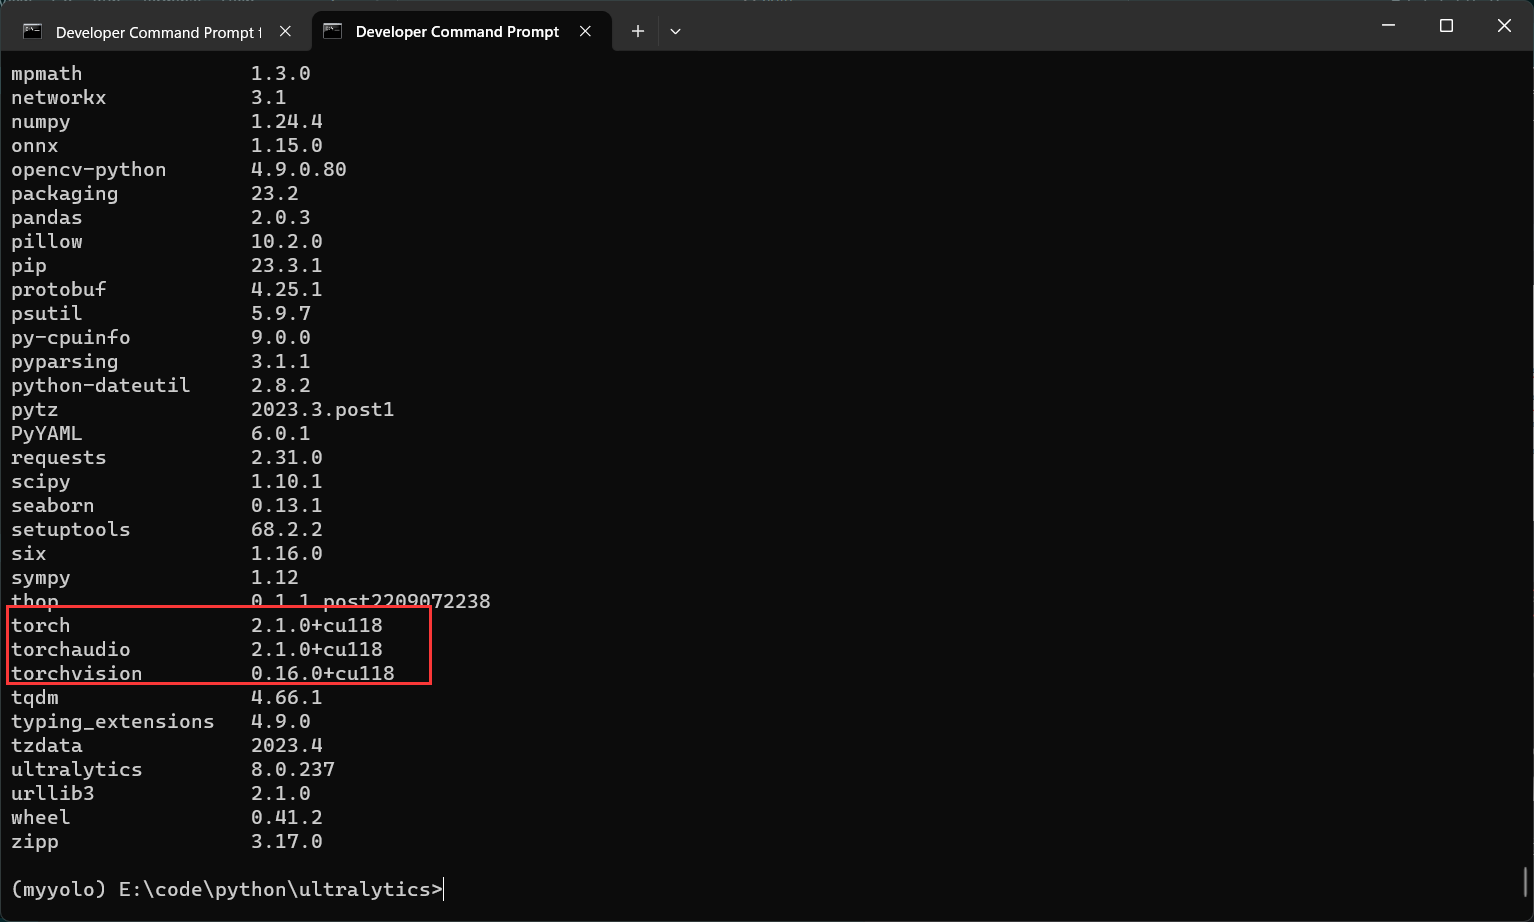 Developer Command Prompt f
Developer Command Prompt
mpmath 1.3.0
networkx 3.1
numpy 1.24.4
onnx 1.15.0
opencv-python 4.9.0.80
packaging 23.2
pandas 2.0.3
pillow 10.2.0
pip 23.3.1
protobuf 4.25.1
psutil 5.9.7
py-cpuinfo 9.0.0
pyparsing 3.1.1
python-dateutil 2.8.2
pytz 2023.3.post1
PyYAML 6.0.1
requests 2.31.0
scipy 1.10.1
seaborn 0.13.1
setuptools 68.2.2
six 1.16.0
sympy 1.12
thop 0.1.1.post2209072238
torch 2.1.0+cu118
torchaudio 2.1.0+cu118
torchvision 0.16.0+cu118
tqdm 4.66.1
typing_extensions 4.9.0
tzdata 2023.4
ultralytics 8.0.237
urllib3 2.1.0
wheel 0.41.2
zipp 3.17.0
(myyolo) E:\code\python\ultralytics>